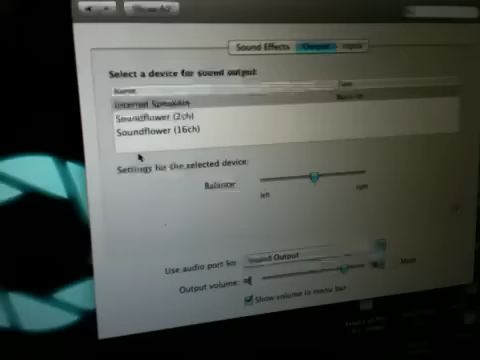 Show All
Sound Effects Output Input
Select a device for sound output:
Name
Internal Speakers
Soundflower (2ch)
Soundflower (16ch)
Settings for the selected device:
Balance:
left right
Use audio port for: Sound Output
Output volume: Mute
Show volume in menu bar